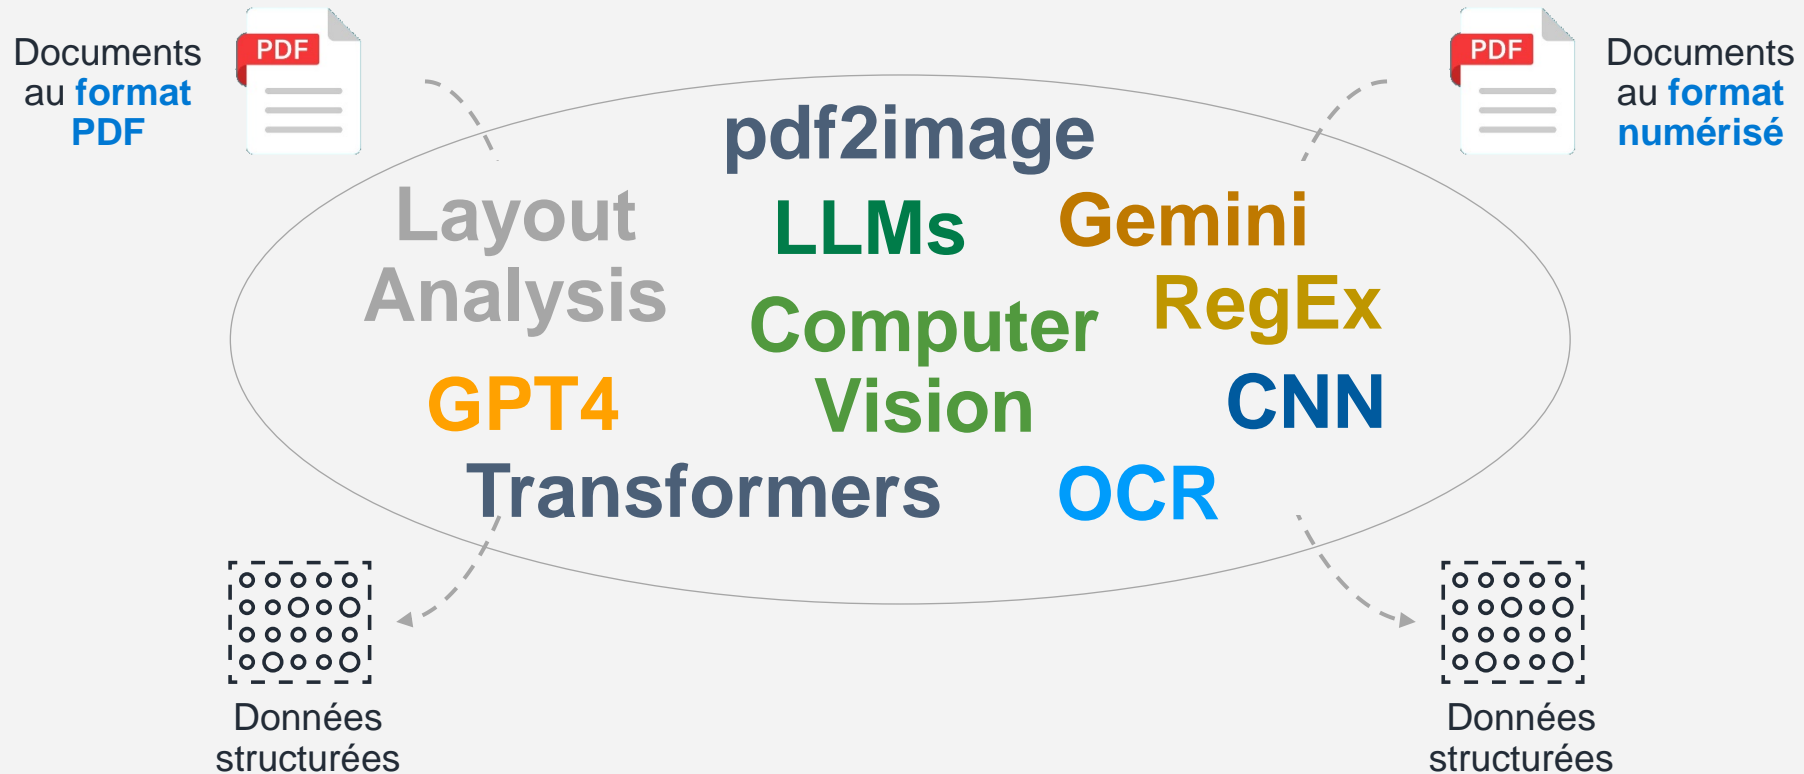 Documents
au format
PDF
PDF
PDF
Documents
au format
numérisé
pdf2image
Layout
Analysis
LLMs
Gemini
RegEx
Computer
Vision
GPT4
CNN
Transformers
OCR
Données
structurées
Données
structurées